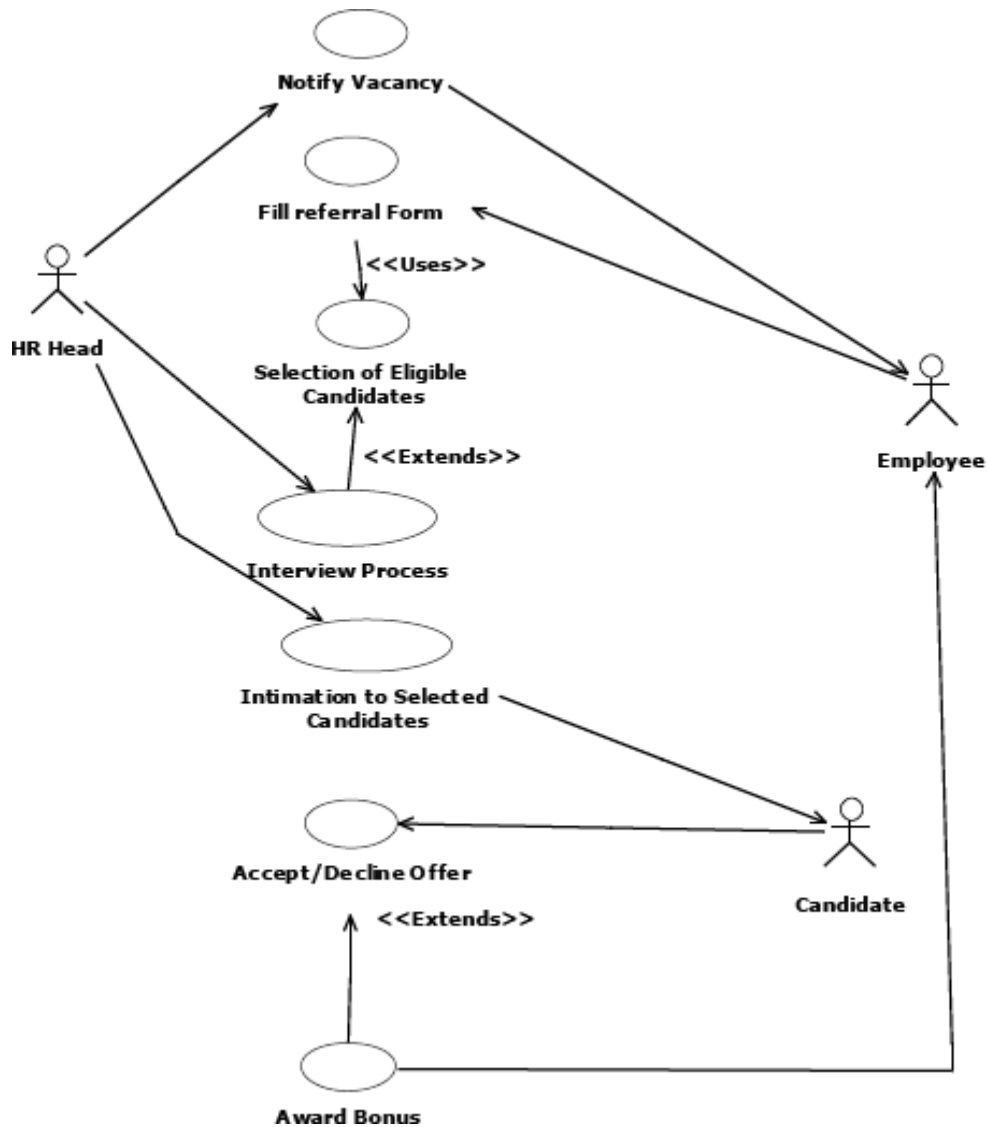 Notify Vacancy
Fill referral Form
<<Uses>>
HR Head
Selection of Eligible
Candidates
<<Extends>>
Employee
Interview Process
Intimation to Selected
Candidates
Accept/Decline Offer
Candidate
<<Extends>>
Award Bonus